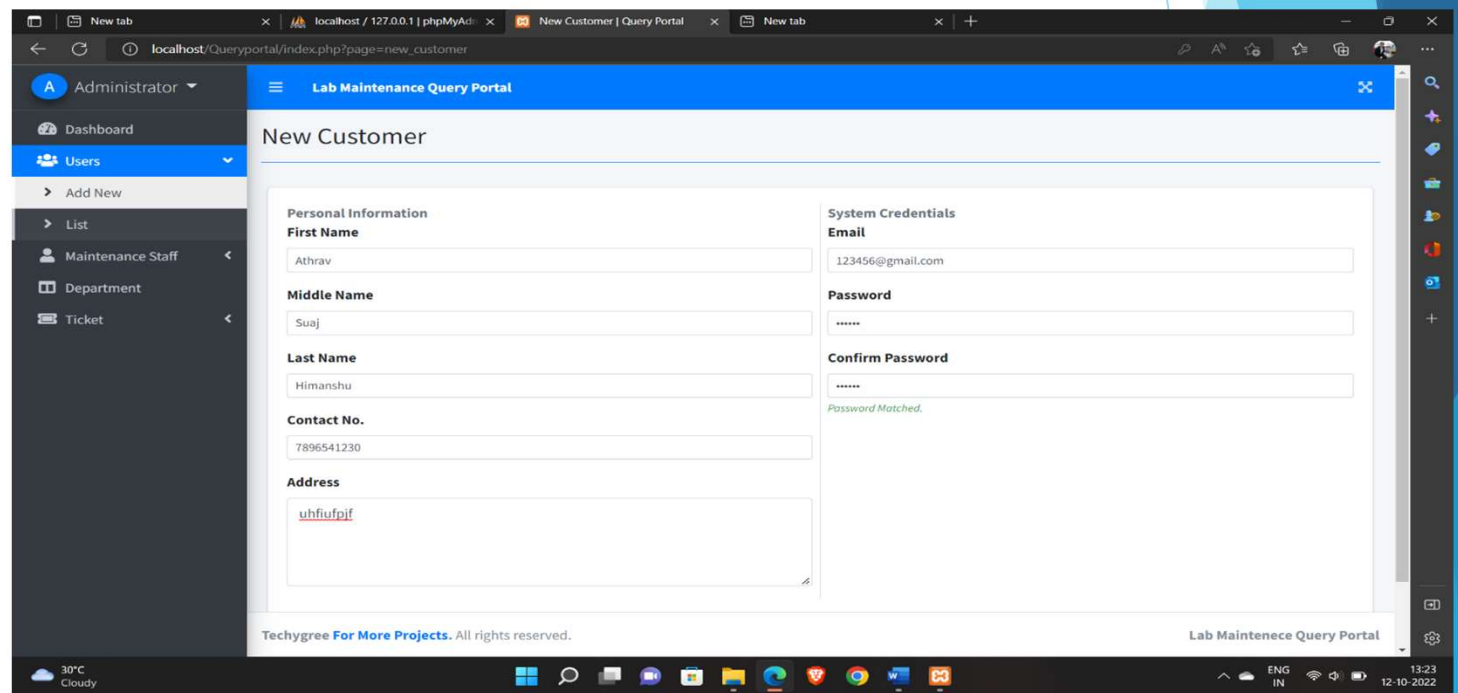 New tab
localhost / 127.0.0.1 | phpMyAdn
New Customer | Query Portal
New tab
localhost/Queryportal/index.php?page=new_customer
A Administrator
Lab Maintenance Query Portal
Dashboard
Users
Add New
List
Maintenance Staff
Department
Ticket
New Customer
Personal Information
First Name
Athrav
Middle Name
Suaj
Last Name
Himanshu
Contact No.
7896541230
Address
uhfiufpjf
System Credentials
Email
123456@gmail.com
Password
••••••
Confirm Password
••••••
Password Matched.
Techygree For More Projects. All rights reserved.
Lab Maintenece Query Portal
30°C
Cloudy
ENG
IN
13:23
12-10-2022